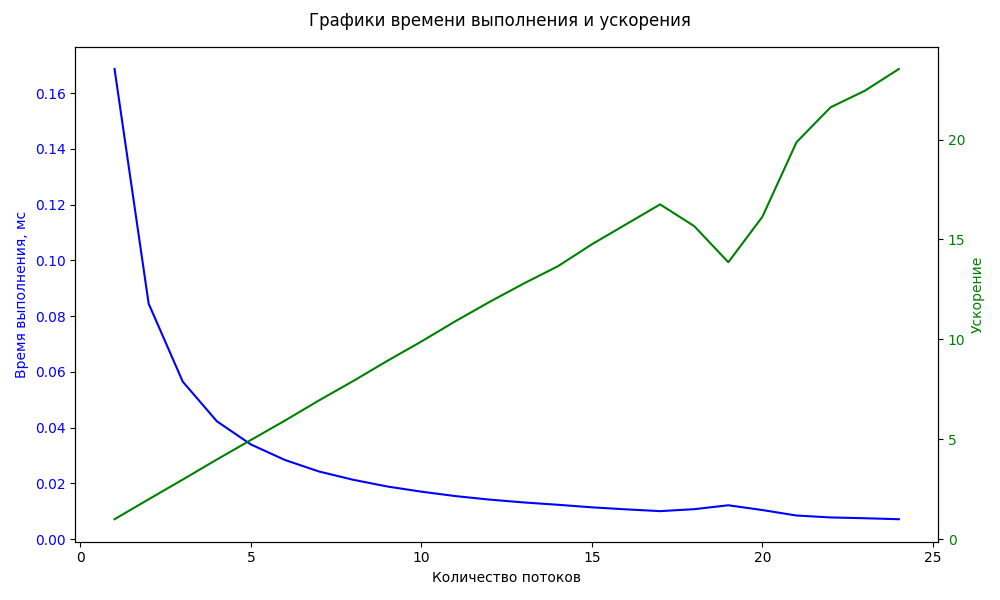 Графики времени выполнения и ускорения
Время выполнения, мс
0.16
0.14
0.12
0.10
0.08
0.06
0.04
0.02
0.00
20
15
10
5
0
Ускорение
0 5 10 15 20 25
Количество потоков